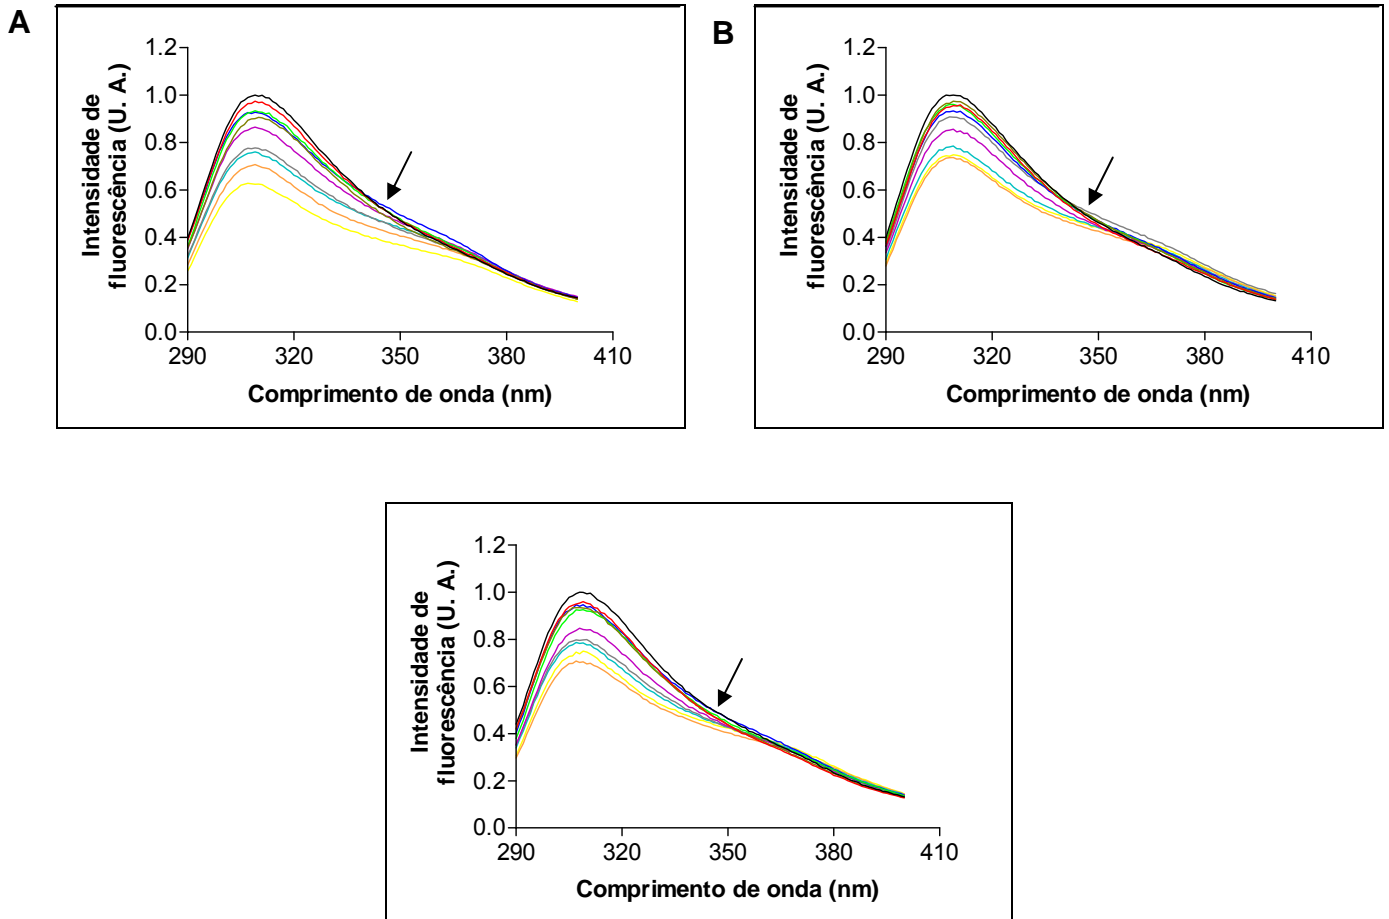 A
Intensidade de
fluorescência (U. A.)
1.2
1.0
0.8
0.6
0.4
0.2
0.0
290 320 350 380 410
Comprimento de onda (nm)
B
Intensidade de
fluorescência (U. A.)
1.2
1.0
0.8
0.6
0.4
0.2
0.0
290 320 350 380 410
Comprimento de onda (nm)
Intensidade de
fluorescência (U. A.)
1.2
1.0
0.8
0.6
0.4
0.2
0.0
290 320 350 380 410
Comprimento de onda (nm)